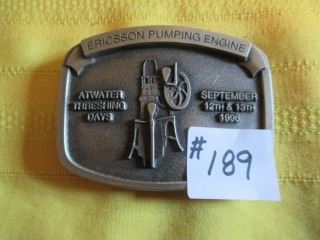 ERICSSON PUMPING ENGINE
ATWATER
THRESHING
DAYS
SEPTEMBER
12TH & 13TH
1998
#189